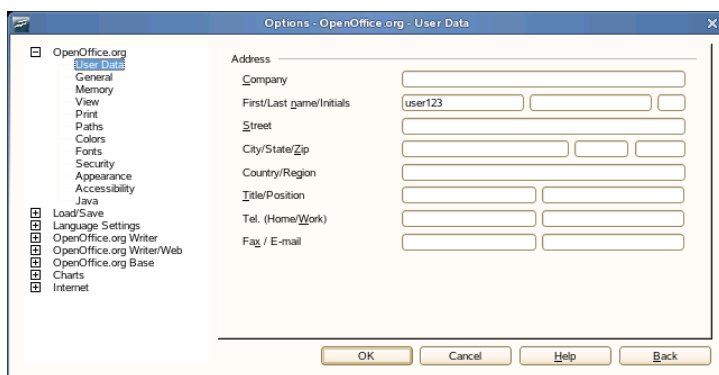 Options - OpenOffice.org - User Data
OpenOffice.org
User Data
General
Memory
View
Print
Paths
Colors
Fonts
Security
Appearance
Accessibility
Java
Load/Save
Language Settings
OpenOffice.org Writer
OpenOffice.org Writer/Web
OpenOffice.org Base
Charts
Internet
Address
Company
First/Last name/Initials user123
Street
City/State/Zip
Country/Region
Title/Position
Tel. (Home/Work)
Fax / E-mail
OK Cancel Help Back